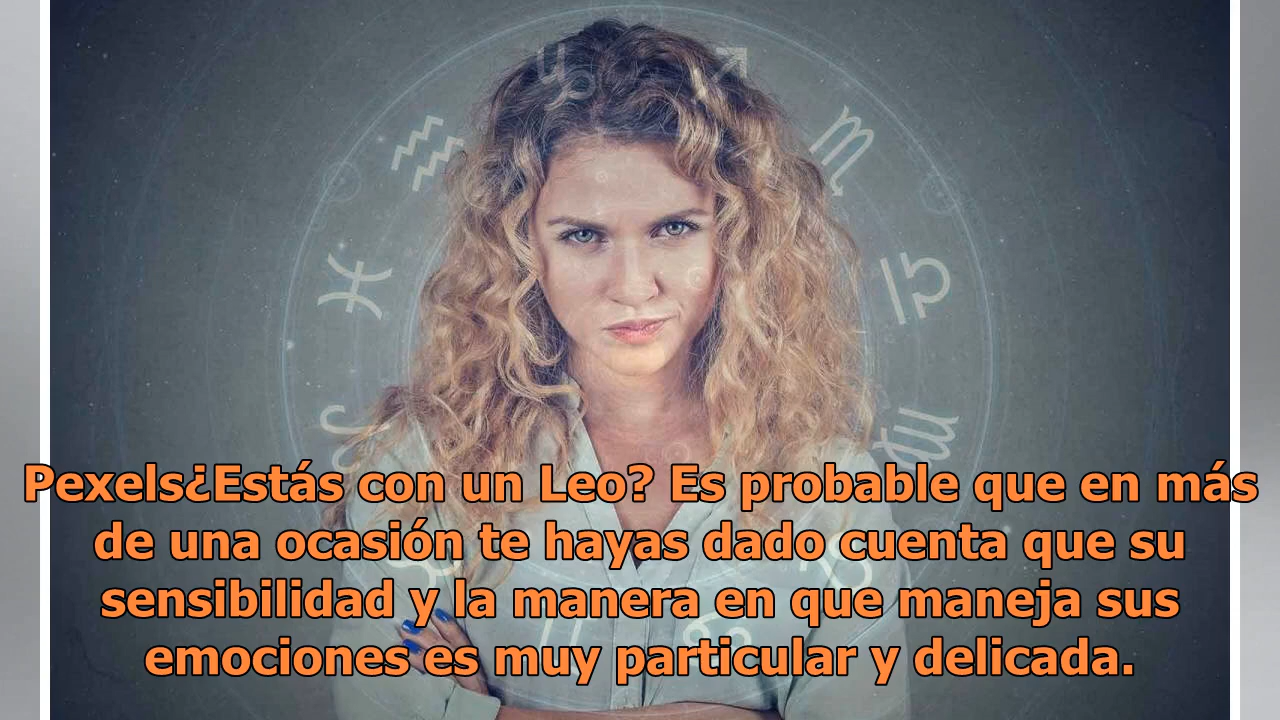 Pexels¿Estás con un Leo? Es probable que en más
de una ocasión te hayas dado cuenta que su
sensibilidad y la manera en que maneja sus
emociones es muy particular y delicada.